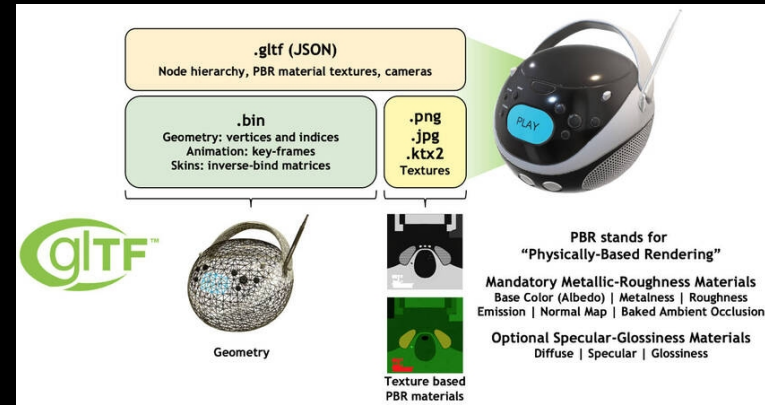 .gltf (JSON)
Node hierarchy, PBR material textures, cameras
.bin
Geometry: vertices and indices
Animation: key-frames
Skins: inverse-bind matrices
.png
.jpg
.ktx2
Textures
PLAY
glTF™
Geometry
Texture based
PBR materials
PBR stands for
“Physically-Based Rendering”
Mandatory Metallic-Roughness Materials
Base Color (Albedo) | Metalness | Roughness
Emission | Normal Map | Baked Ambient Occlusion
Optional Specular-Glossiness Materials
Diffuse | Specular | Glossiness